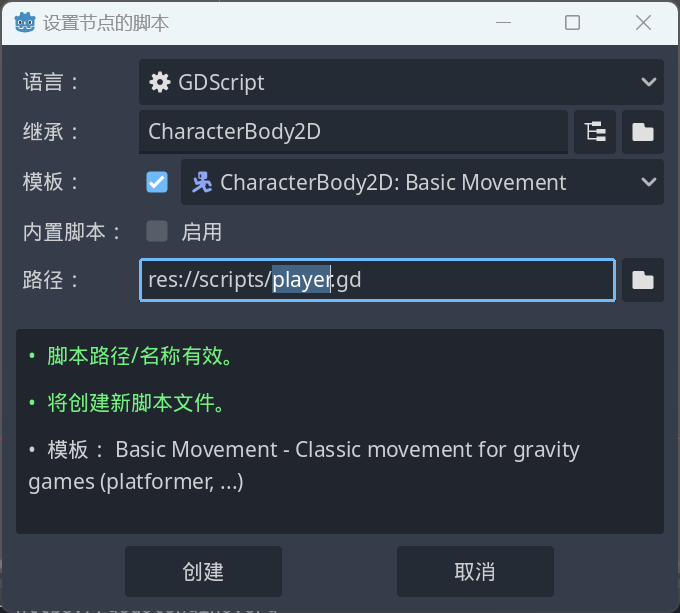 设置节点的脚本
语言：
GDScript
继承：
CharacterBody2D
模板：
CharacterBody2D: Basic Movement
内置脚本：
启用
路径：
res://scripts/player.gd
• 脚本路径/名称有效。
• 将创建新脚本文件。
• 模板：Basic Movement - Classic movement for gravity
games (platformer, ...)
创建
取消